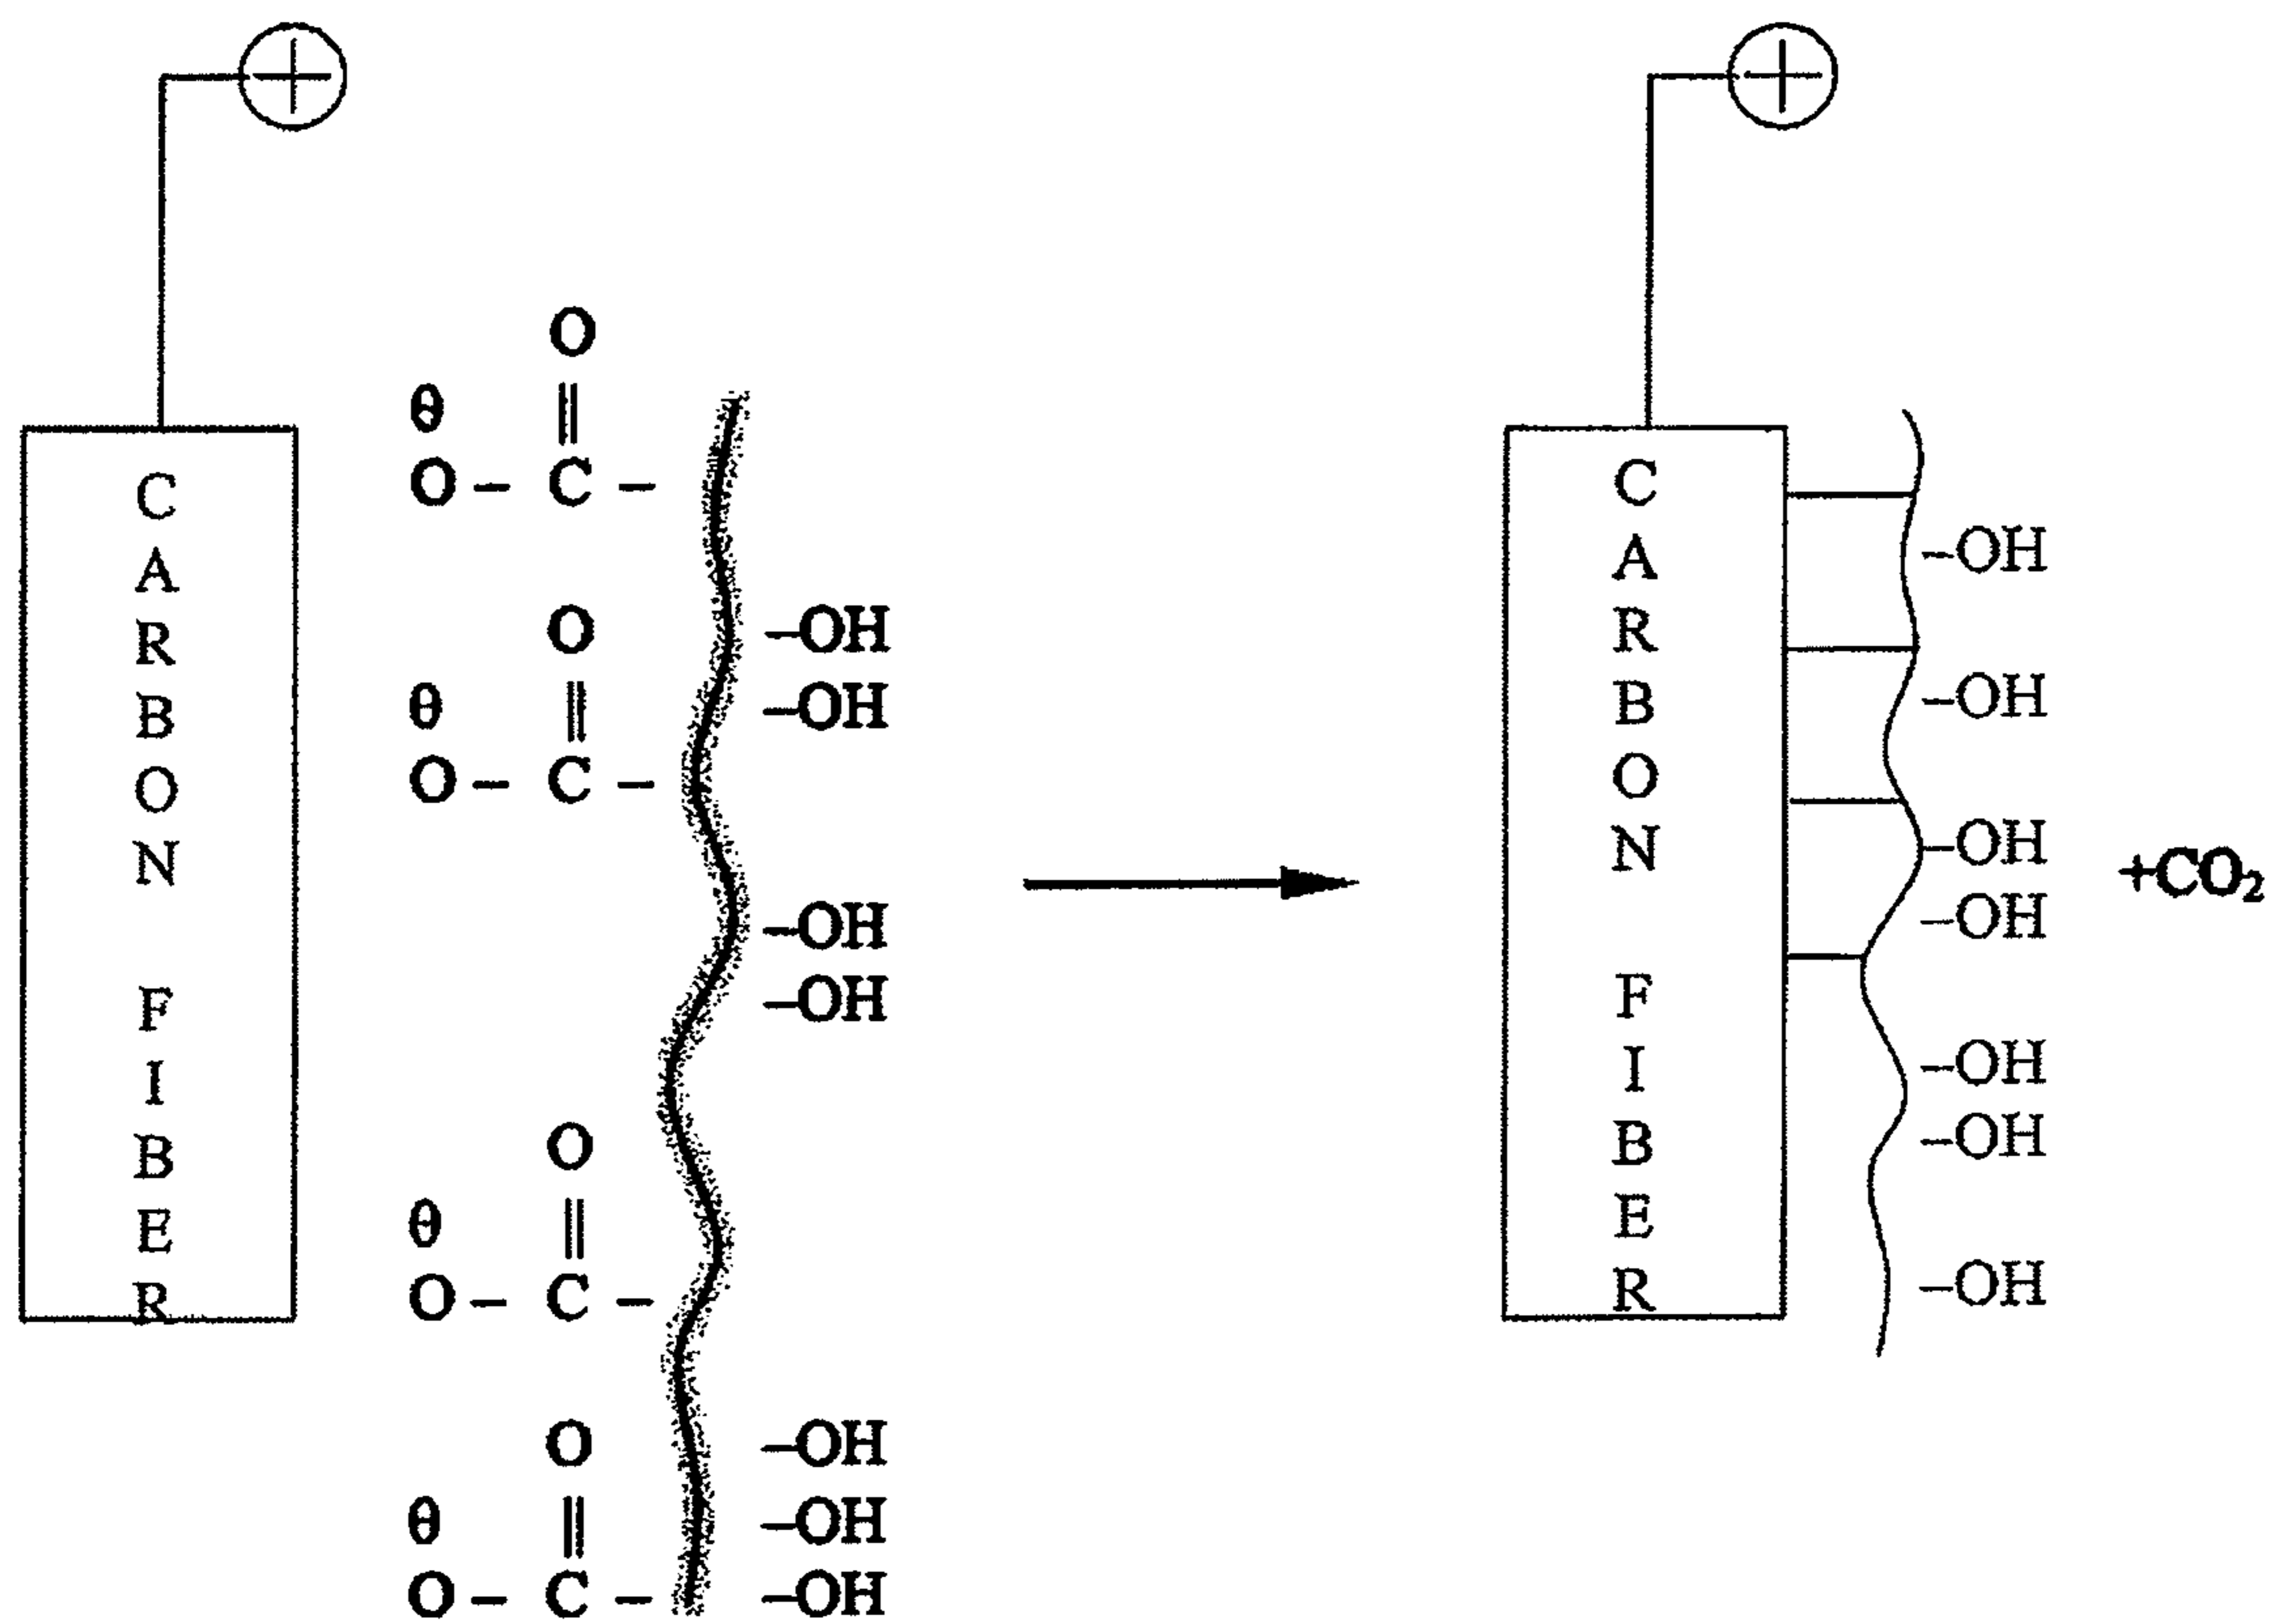 CARBON FIBER
O
θ ||
O – C –
–OH
O
–OH
θ ||
O – C –
–OH
–OH
O
θ ||
O – C –
O
–OH
θ ||
–OH
O – C –
–OH
CARBON FIBER
–OH
–OH
–OH
–OH
–OH
–OH
–OH
+CO₂